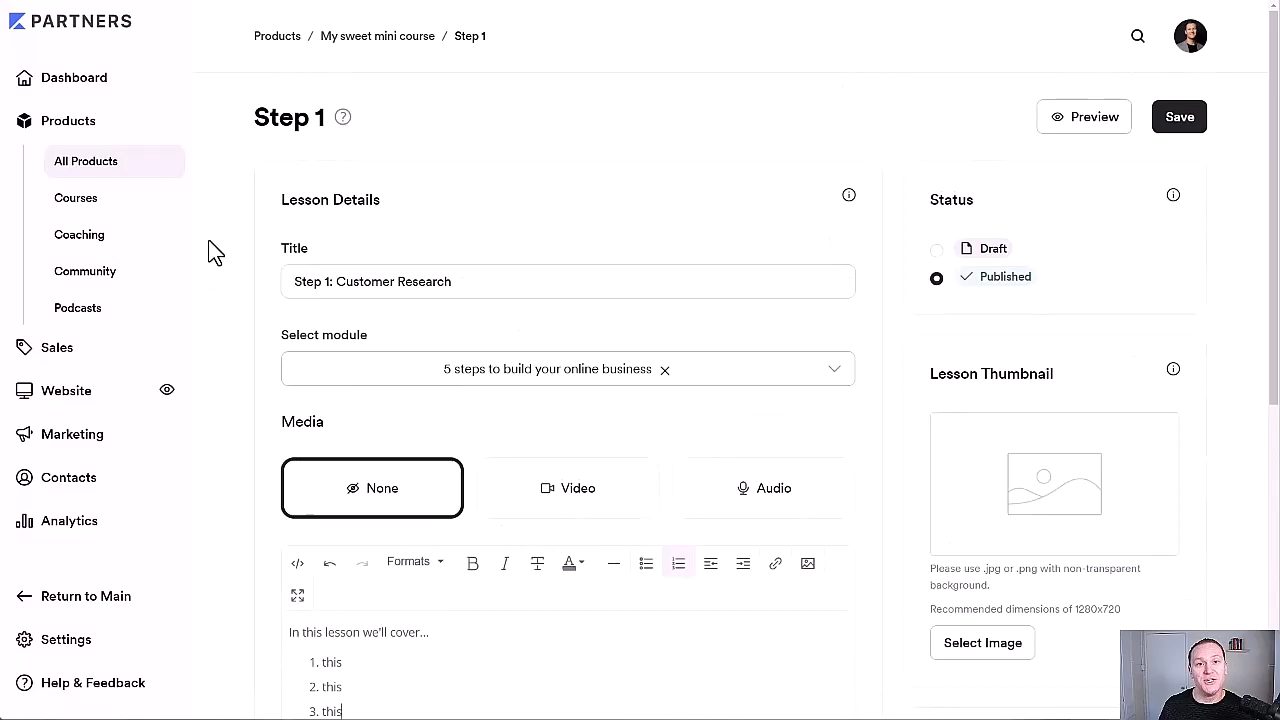 PARTNERS
Dashboard
Products
All Products
Courses
Coaching
Community
Podcasts
Sales
Website
Marketing
Contacts
Analytics
Return to Main
Settings
Help & Feedback
Products / My sweet mini course / Step 1
Step 1 ?
Preview
Save
Lesson Details
Title
Step 1: Customer Research
Select module
5 steps to build your online business
Media
None
Video
Audio
Formats
In this lesson we'll cover...
1. this
2. this
3. this
Status
Draft
Published
Lesson Thumbnail
Please use .jpg or .png with non-transparent
background.
Recommended dimensions of 1280x720
Select Image